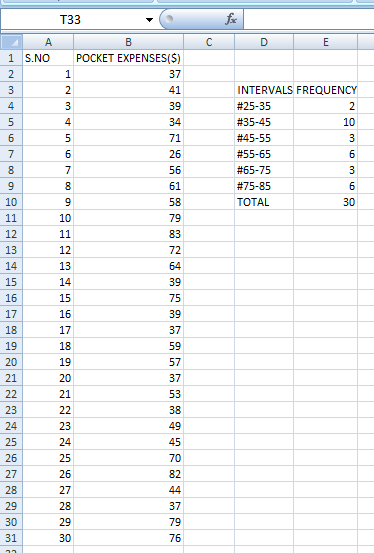 T33 fx
A B C D E
1 S.NO POCKET EXPENSES($)
2 1 37
3 2 41 INTERVALS FREQUENCY
4 3 39 #25-35 2
5 4 34 #35-45 10
6 5 71 #45-55 3
7 6 26 #55-65 6
8 7 56 #65-75 3
9 8 61 #75-85 6
10 9 58 TOTAL 30
11 10 79
12 11 83
13 12 72
14 13 64
15 14 39
16 15 75
17 16 39
18 17 37
19 18 59
20 19 57
21 20 37
22 21 53
23 22 38
24 23 49
25 24 45
26 25 70
27 26 82
28 27 44
29 28 37
30 29 79
31 30 76